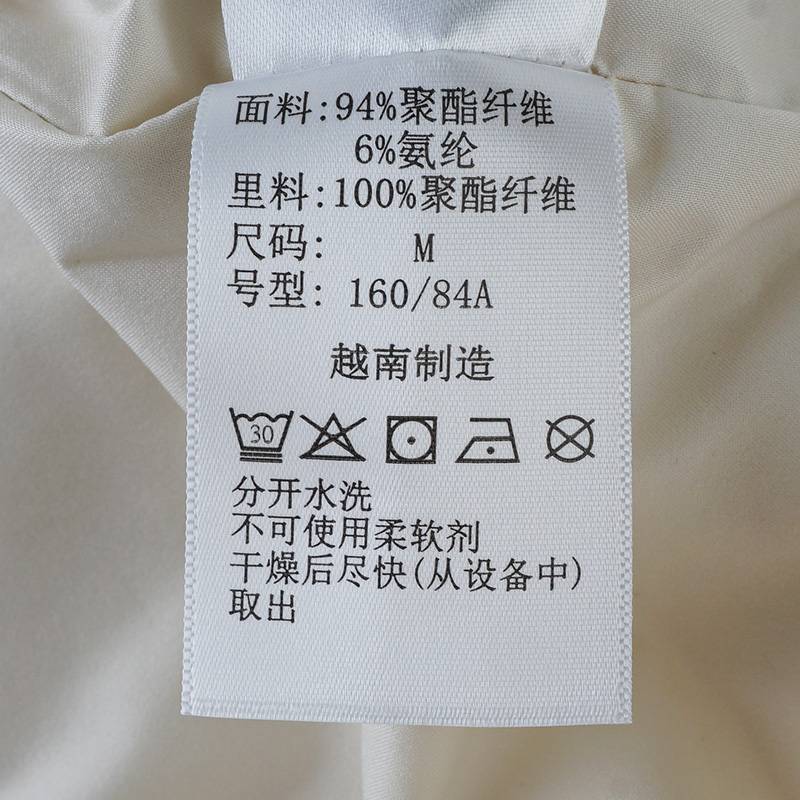 面料:94%聚酯纤维
6%氨纶
里料:100%聚酯纤维
尺码: M
号型: 160/84A
越南制造
30
分开水洗
不可使用柔软剂
干燥后尽快(从设备中)
取出